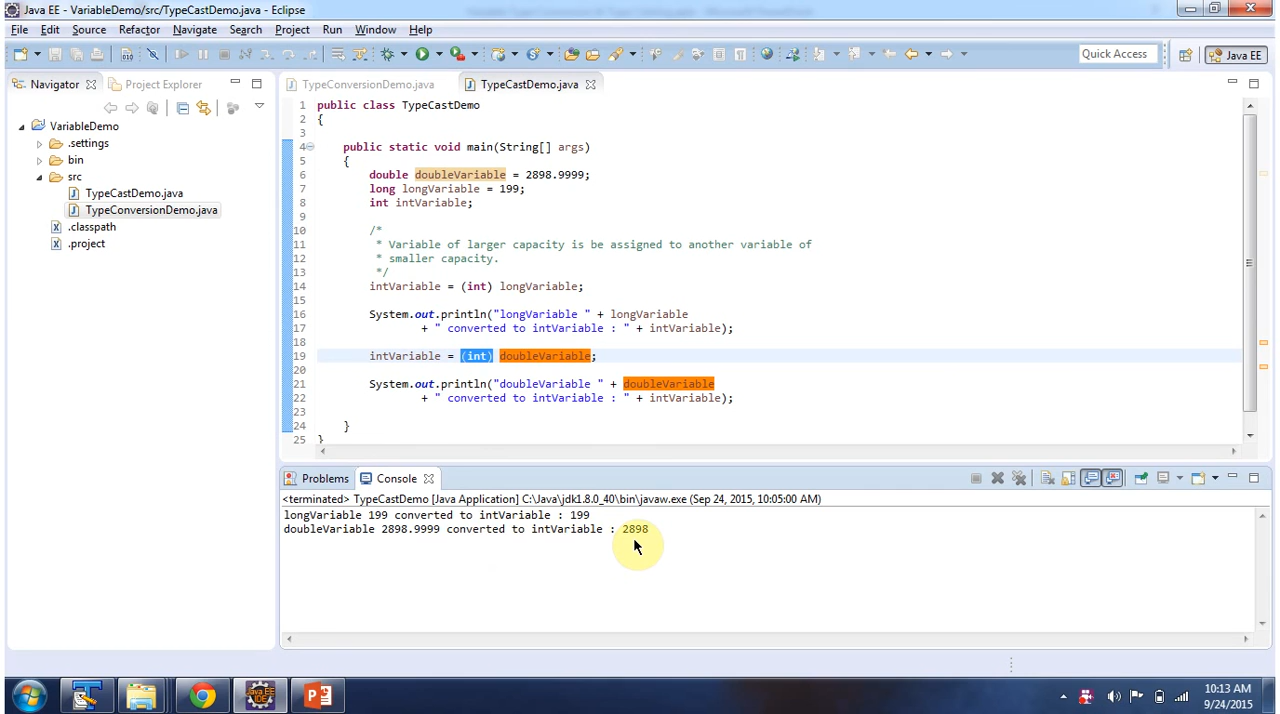 Java EE - VariableDemo/src/TypeCastDemo.java - Eclipse
File Edit Source Refactor Navigate Search Project Run Window Help
Quick Access
Java EE
Navigator
Project Explorer
VariableDemo
.settings
bin
src
TypeCastDemo.java
TypeConversionDemo.java
.classpath
.project
TypeConversionDemo.java
TypeCastDemo.java
1 public class TypeCastDemo
2 {
3
4 public static void main(String[] args)
5 {
6 double doubleVariable = 2898.9999;
7 long longVariable = 199;
8 int intVariable;
9
10 /*
11 * Variable of larger capacity is be assigned to another variable of
12 * smaller capacity.
13 */
14 intVariable = (int) longVariable;
15
16 System.out.println("longVariable " + longVariable
17 + " converted to intVariable : " + intVariable);
18
19 intVariable = (int) doubleVariable;
20
21 System.out.println("doubleVariable " + doubleVariable
22 + " converted to intVariable : " + intVariable);
23
24 }
25 }
Problems
Console
<terminated> TypeCastDemo [Java Application] C:\Java\jdk1.8.0_40\bin\javaw.exe (Sep 24, 2015, 10:05:00 AM)
longVariable 199 converted to intVariable : 199
doubleVariable 2898.9999 converted to intVariable : 2898
10:13 AM
9/24/2015